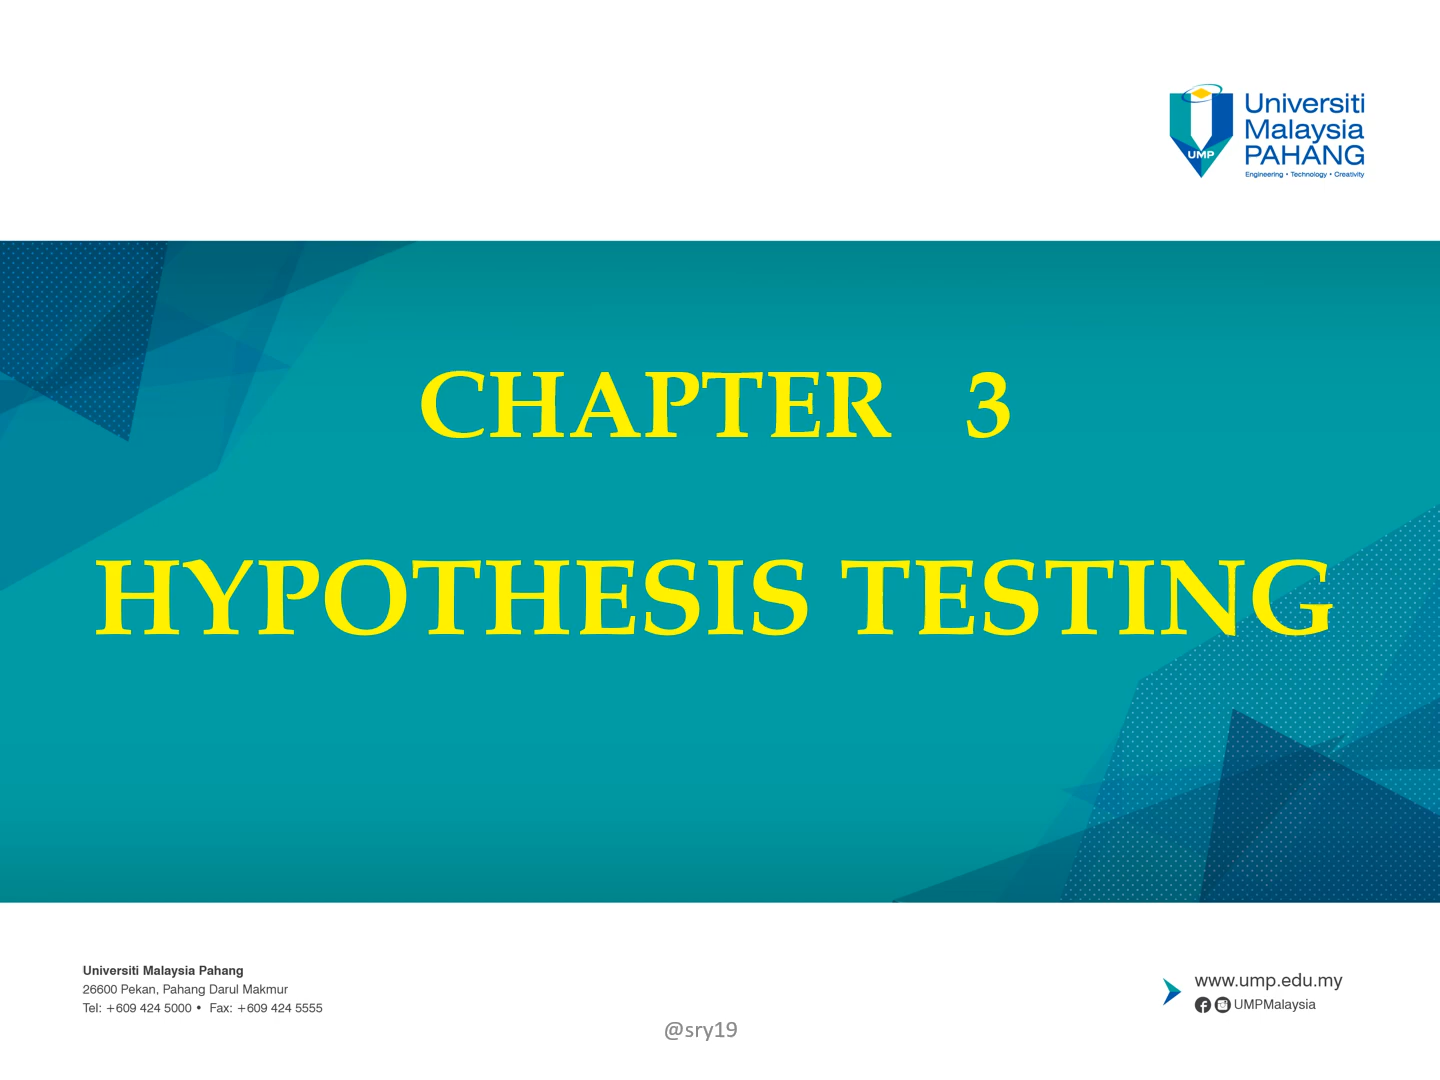 Universiti
Malaysia
PAHANG
UMP
Engineering • Technology • Creativity
CHAPTER 3
HYPOTHESIS TESTING
Universiti Malaysia Pahang
26600 Pekan, Pahang Darul Makmur
Tel: +609 424 5000 • Fax: +609 424 5555
www.ump.edu.my
UMPMalaysia
@sry19